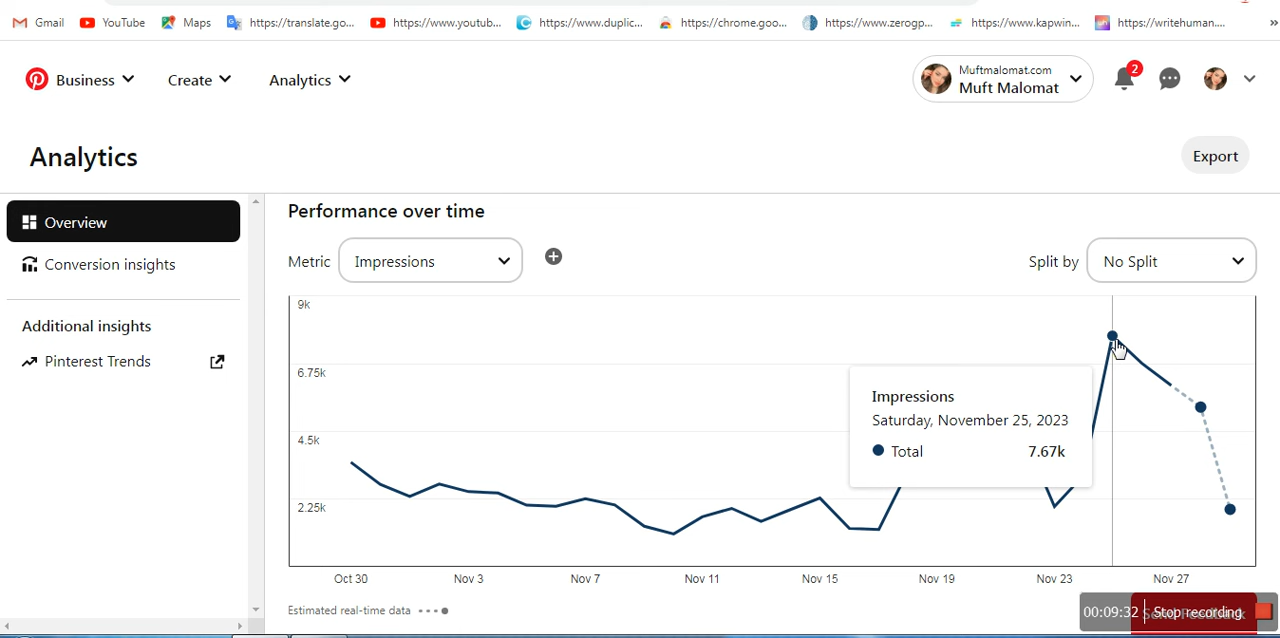 Gmail YouTube Maps https://translate.go... https://www.youtub... https://www.duplic... https://chrome.goo... https://www.zerogp... https://www.kapwin... https://writehuman.... »
Business Create Analytics
Muftmalomat.com
Muft Malomat
2
Analytics
Export
Overview
Conversion insights
Additional insights
Pinterest Trends
Performance over time
Metric Impressions
Split by No Split
9k
6.75k
4.5k
2.25k
Impressions
Saturday, November 25, 2023
Total 7.67k
Oct 30 Nov 3 Nov 7 Nov 11 Nov 15 Nov 19 Nov 23 Nov 27
Estimated real-time data
00:09:32 Stop recording
Send Feedback